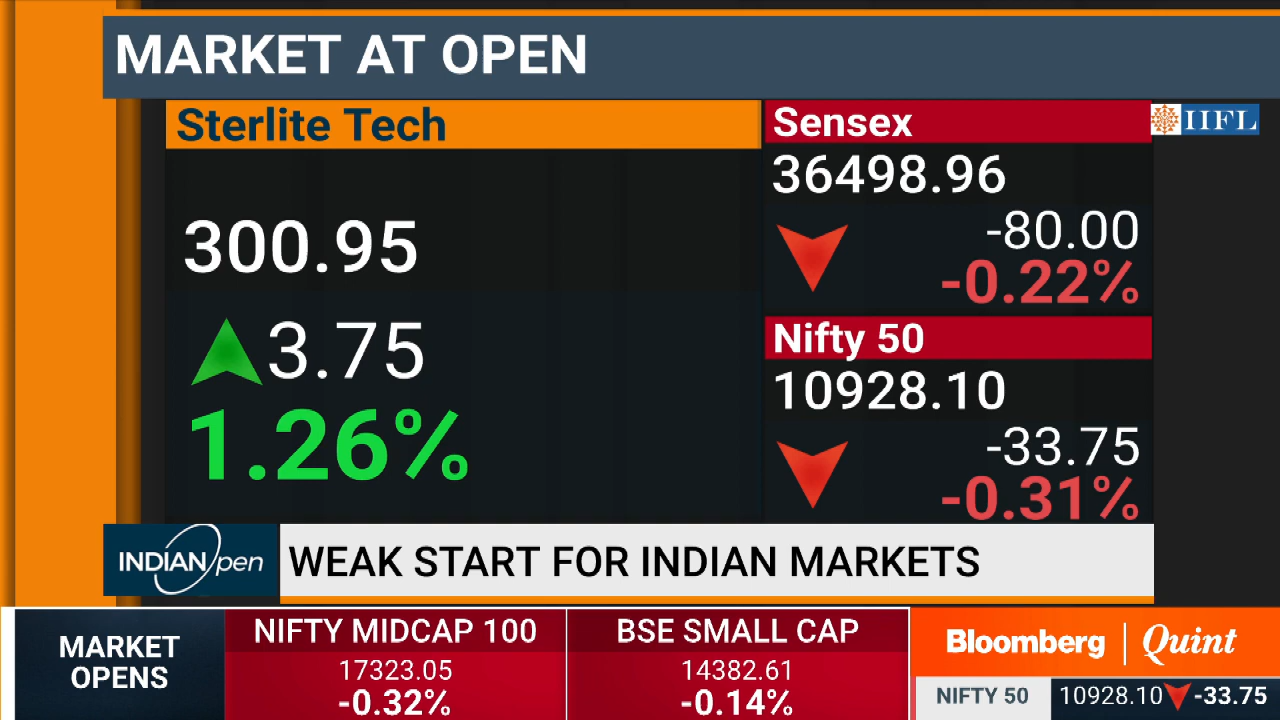 MARKET AT OPEN
Sterlite Tech
300.95
3.75
1.26%
Sensex
36498.96
-80.00
-0.22%
Nifty 50
10928.10
-33.75
-0.31%
IIFL
INDIAN Open
WEAK START FOR INDIAN MARKETS
MARKET
OPENS
NIFTY MIDCAP 100
17323.05
-0.32%
BSE SMALL CAP
14382.61
-0.14%
Bloomberg | Quint
NIFTY 50 10928.10 -33.75